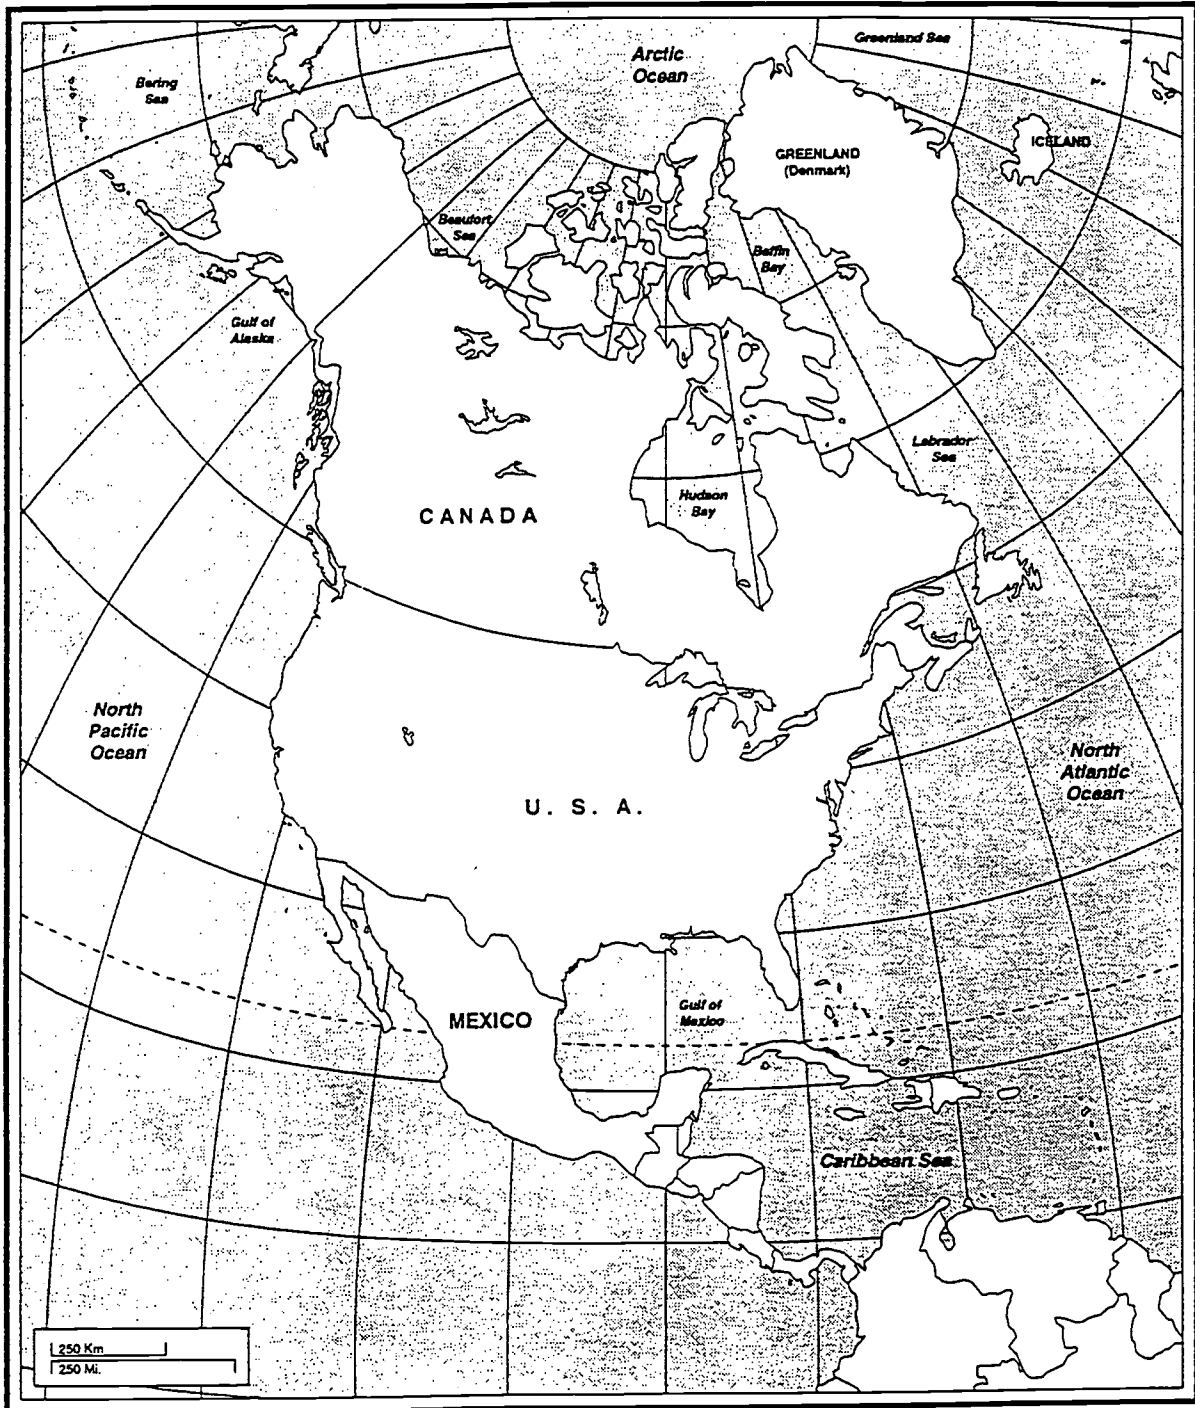 Arctic
Ocean
Greenland Sea
Bering
Sea
ICELAND
GREENLAND
(Denmark)
Beaufort
Sea
Baffin
Bay
Gulf of
Alaska
Labrador
Sea
Hudson
Bay
CANADA
North
Pacific
Ocean
North
Atlantic
Ocean
U. S. A.
Gulf of
Mexico
MEXICO
Caribbean Sea
250 Km
250 Mi.